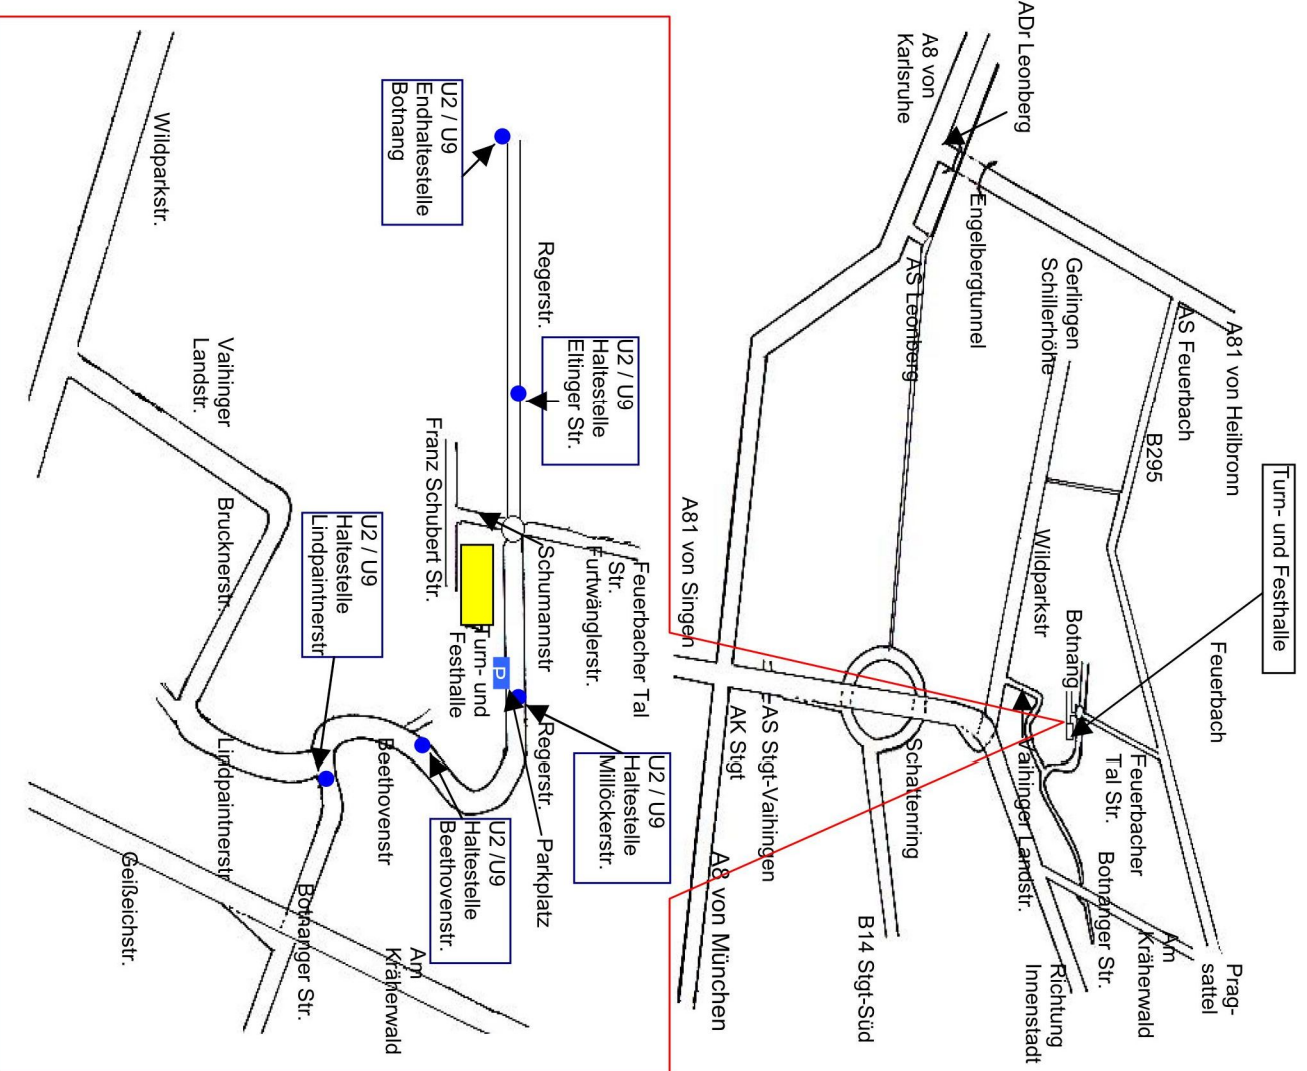 Turn- und Festhalle
A81 von Heilbronn
AS Feuerbach
B295
Feuerbach
Prag-
sattel
ADr Leonberg
A8 von
Karlsruhe
Engelbergtunnel
AS Leonberg
Gerlingen
Schillerhöhe
Wildparkstr
Botnang
Feuerbacher
Tal Str.
Botnanger Str.
Am
Kräherwald
Vaihinger Landstr.
Richtung
Innenstadt
Schattenring
B14 Stgt-Süd
A81 von Singen
AS Stgt-Vaihingen
AK Stgt
A8 von München
U2 / U9
Endhaltestelle
Botnang
Regerstr.
U2 / U9
Haltestelle
Eltinger Str.
Feuerbacher Tal
Str.
Furtwänglerstr.
Schumannstr
Franz Schubert Str.
Turn- und
Festhalle
P
Regerstr.
U2 / U9
Haltestelle
Millöckerstr.
Parkplatz
U2 /U9
Haltestelle
Beethovenstr.
Beethovenstr
U2 / U9
Haltestelle
Lindpaintnerstr
Wildparkstr.
Vaihinger
Landstr.
Brucknerstr.
Lindpaintnerstr
Botnanger Str.
Am
Kräherwald
Geißeichstr.